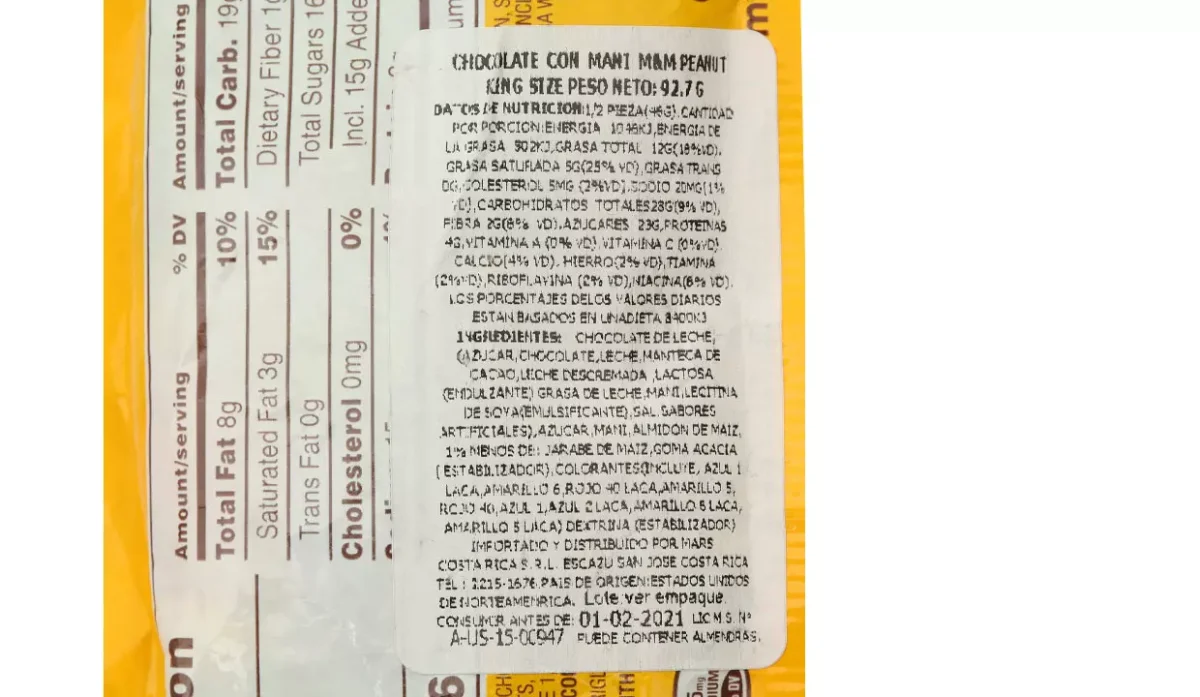 CHOCOLATE CON MANI M&M PEANUT
KING SIZE PESO NETO: 92.7 G
DATOS DE NUTRICION:1/2 PIEZA(46G).CANTIDAD
POR PORCION:ENERGIA 1046KJ,ENERGIA DE
LA GRASA 502KJ,GRASA TOTAL 12G(18%VD),
GRASA SATURADA 5G(25% VD),GRASA TRANS
0G,COLESTEROL 5MG (2%VD),SODIO 20MG(1%
VD),CARBOHIDRATOS TOTALES28G(9% VD),
FIBRA 2G(8% VD),AZUCARES 23G,PROTEINAS
4G,VITAMINA A (0% VD),VITAMINA C (0%VD)
CALCIO(4% VD), HIERRO(2% VD),TIAMINA
(2%VD),RIBOFLAVINA (2% VD),NIACINA(6% VD).
LOS PORCENTAJES DELOS VALORES DIARIOS
ESTAN BASADOS EN UNADIETA 8400KJ
INGREDIENTES: CHOCOLATE DE LECHE,
(AZUCAR,CHOCOLATE,LECHE,MANTECA DE
CACAO,LECHE DESCREMADA ,LACTOSA
(ENDULZANTE) GRASA DE LECHE,MANI,LECITINA
DE SOYA(EMULSIFICANTE),SAL,SABORES
ARTIFICIALES),AZUCAR,MANI,ALMIDON DE MAIZ,
1% MENOS DE: JARABE DE MAIZ,GOMA ACACIA
(ESTABILIZADOR),COLORANTES(INCLUYE, AZUL 1
LACA,AMARILLO 6,ROJO 40 LACA,AMARILLO 5,
ROJO 40,AZUL 1,AZUL 2 LACA,AMARILLO 6 LACA,
AMARILLO 5 LACA) DEXTRINA (ESTABILIZADOR)
IMPORTADO Y DISTRIBUIDO POR MARS
COSTA RICA S.R.L. ESCAZU SAN JOSE COSTA RICA
TEL : 2215-1676,PAIS DE ORIGEN:ESTADOS UNIDOS
DE NORTEAMENRICA. Lote:ver empaque.
CONSUMIR ANTES DE: 01-02-2021 LIC M.S. N°
A-US-15-00947 PUEDE CONTENER ALMENDRAS.
Amount/serving % DV
Total Fat 8g 10%
Saturated Fat 3g 15%
Trans Fat 0g
Cholesterol 0mg 0%
Amount/serving
Total Carb. 19g
Dietary Fiber 1g
Total Sugars 16
Incl. 15g Adde